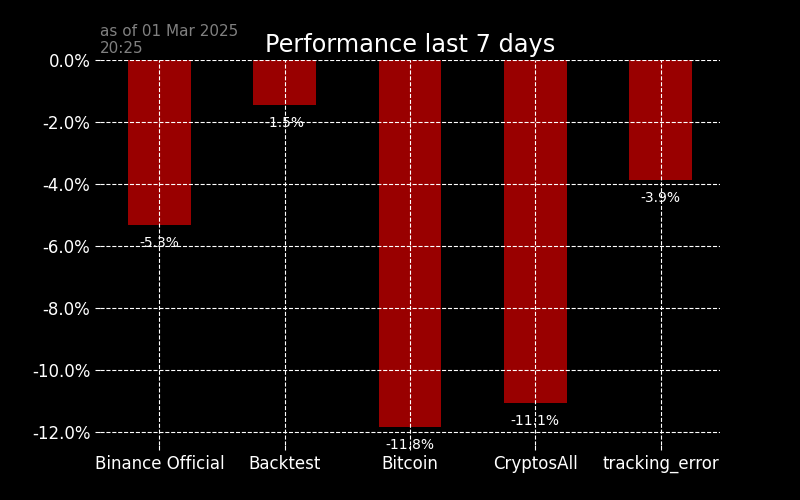 as of 01 Mar 2025
20:25
Performance last 7 days
0.0%
-2.0%
-4.0%
-6.0%
-8.0%
-10.0%
-12.0%
-5.3%
-1.5%
-11.8%
-11.1%
-3.9%
Binance Official
Backtest
Bitcoin
CryptosAll
tracking_error